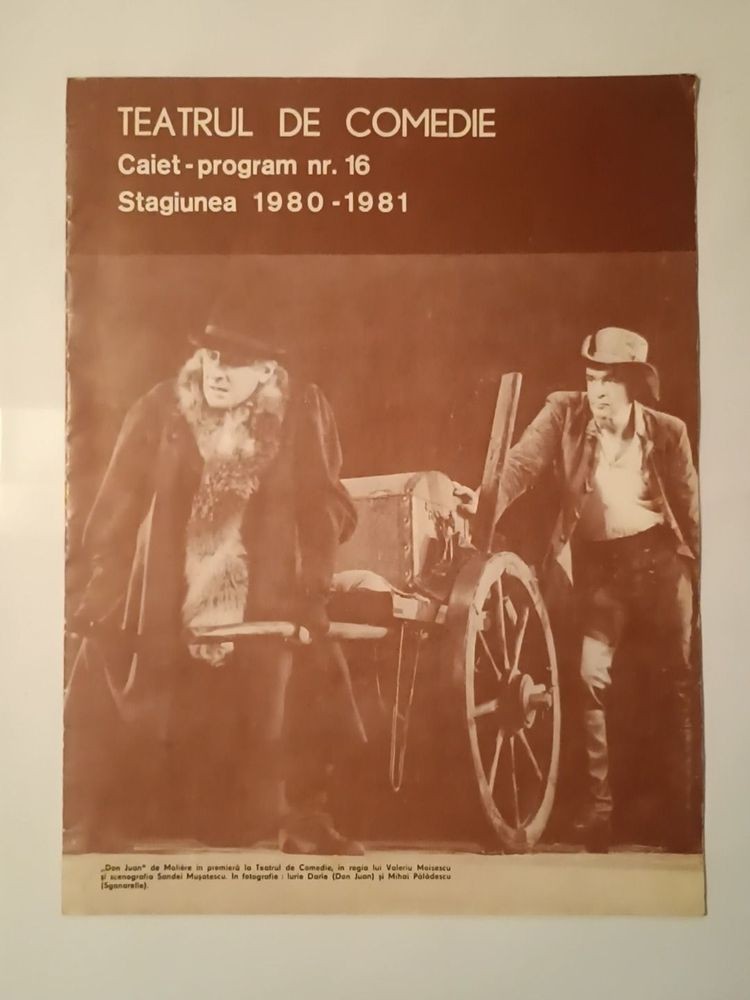 TEATRUL DE COMEDIE
Caiet-program nr. 16
Stagiunea 1980-1981
„Don Juan“ de Molière în premieră la Teatrul de Comedie, în regia lui Valeriu Moisescu
și scenografia Sandei Mușatescu. În fotografie : Iurie Darie (Don Juan) și Mihai Pălădescu
(Sganarelle).